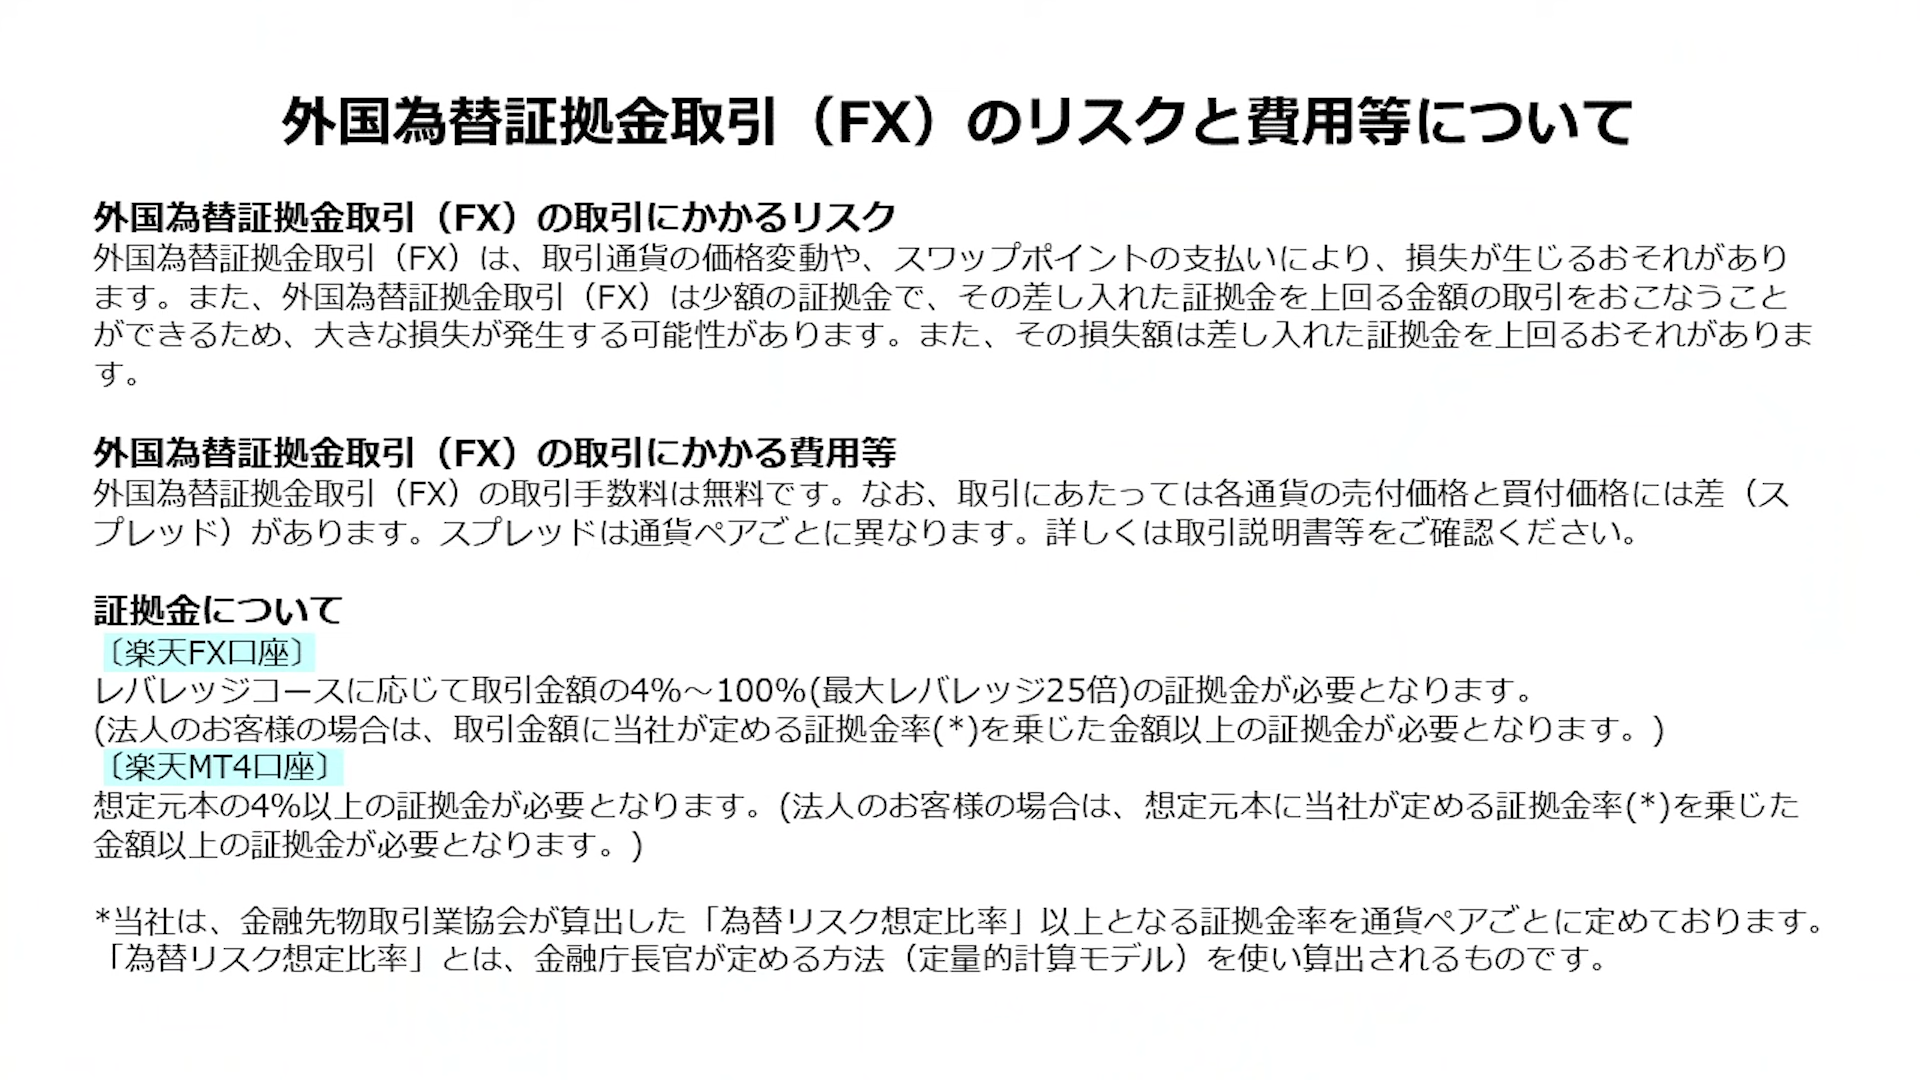 外国為替証拠金取引（FX）のリスクと費用等について
外国為替証拠金取引（FX）の取引にかかるリスク
外国為替証拠金取引（FX）は、取引通貨の価格変動や、スワップポイントの支払いにより、損失が生じるおそれがあり
ます。また、外国為替証拠金取引（FX）は少額の証拠金で、その差し入れた証拠金を上回る金額の取引をおこなうこと
ができるため、大きな損失が発生する可能性があります。また、その損失額は差し入れた証拠金を上回るおそれがありま
す。
外国為替証拠金取引（FX）の取引にかかる費用等
外国為替証拠金取引（FX）の取引手数料は無料です。なお、取引にあたっては各通貨の売付価格と買付価格には差（ス
プレッド）があります。スプレッドは通貨ペアごとに異なります。詳しくは取引説明書等をご確認ください。
証拠金について
〔楽天FX口座〕
レバレッジコースに応じて取引金額の4%～100%(最大レバレッジ25倍)の証拠金が必要となります。
(法人のお客様の場合は、取引金額に当社が定める証拠金率(*)を乗じた金額以上の証拠金が必要となります。)
〔楽天MT4口座〕
想定元本の4%以上の証拠金が必要となります。(法人のお客様の場合は、想定元本に当社が定める証拠金率(*)を乗じた
金額以上の証拠金が必要となります。)
*当社は、金融先物取引業協会が算出した「為替リスク想定比率」以上となる証拠金率を通貨ペアごとに定めております。
「為替リスク想定比率」とは、金融庁長官が定める方法（定量的計算モデル）を使い算出されるものです。